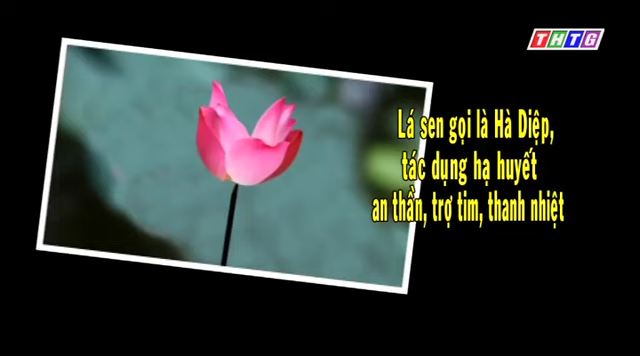 THTG
Lá sen gọi là Hà Diệp,
tác dụng hạ huyết
an thần, trợ tim, thanh nhiệt